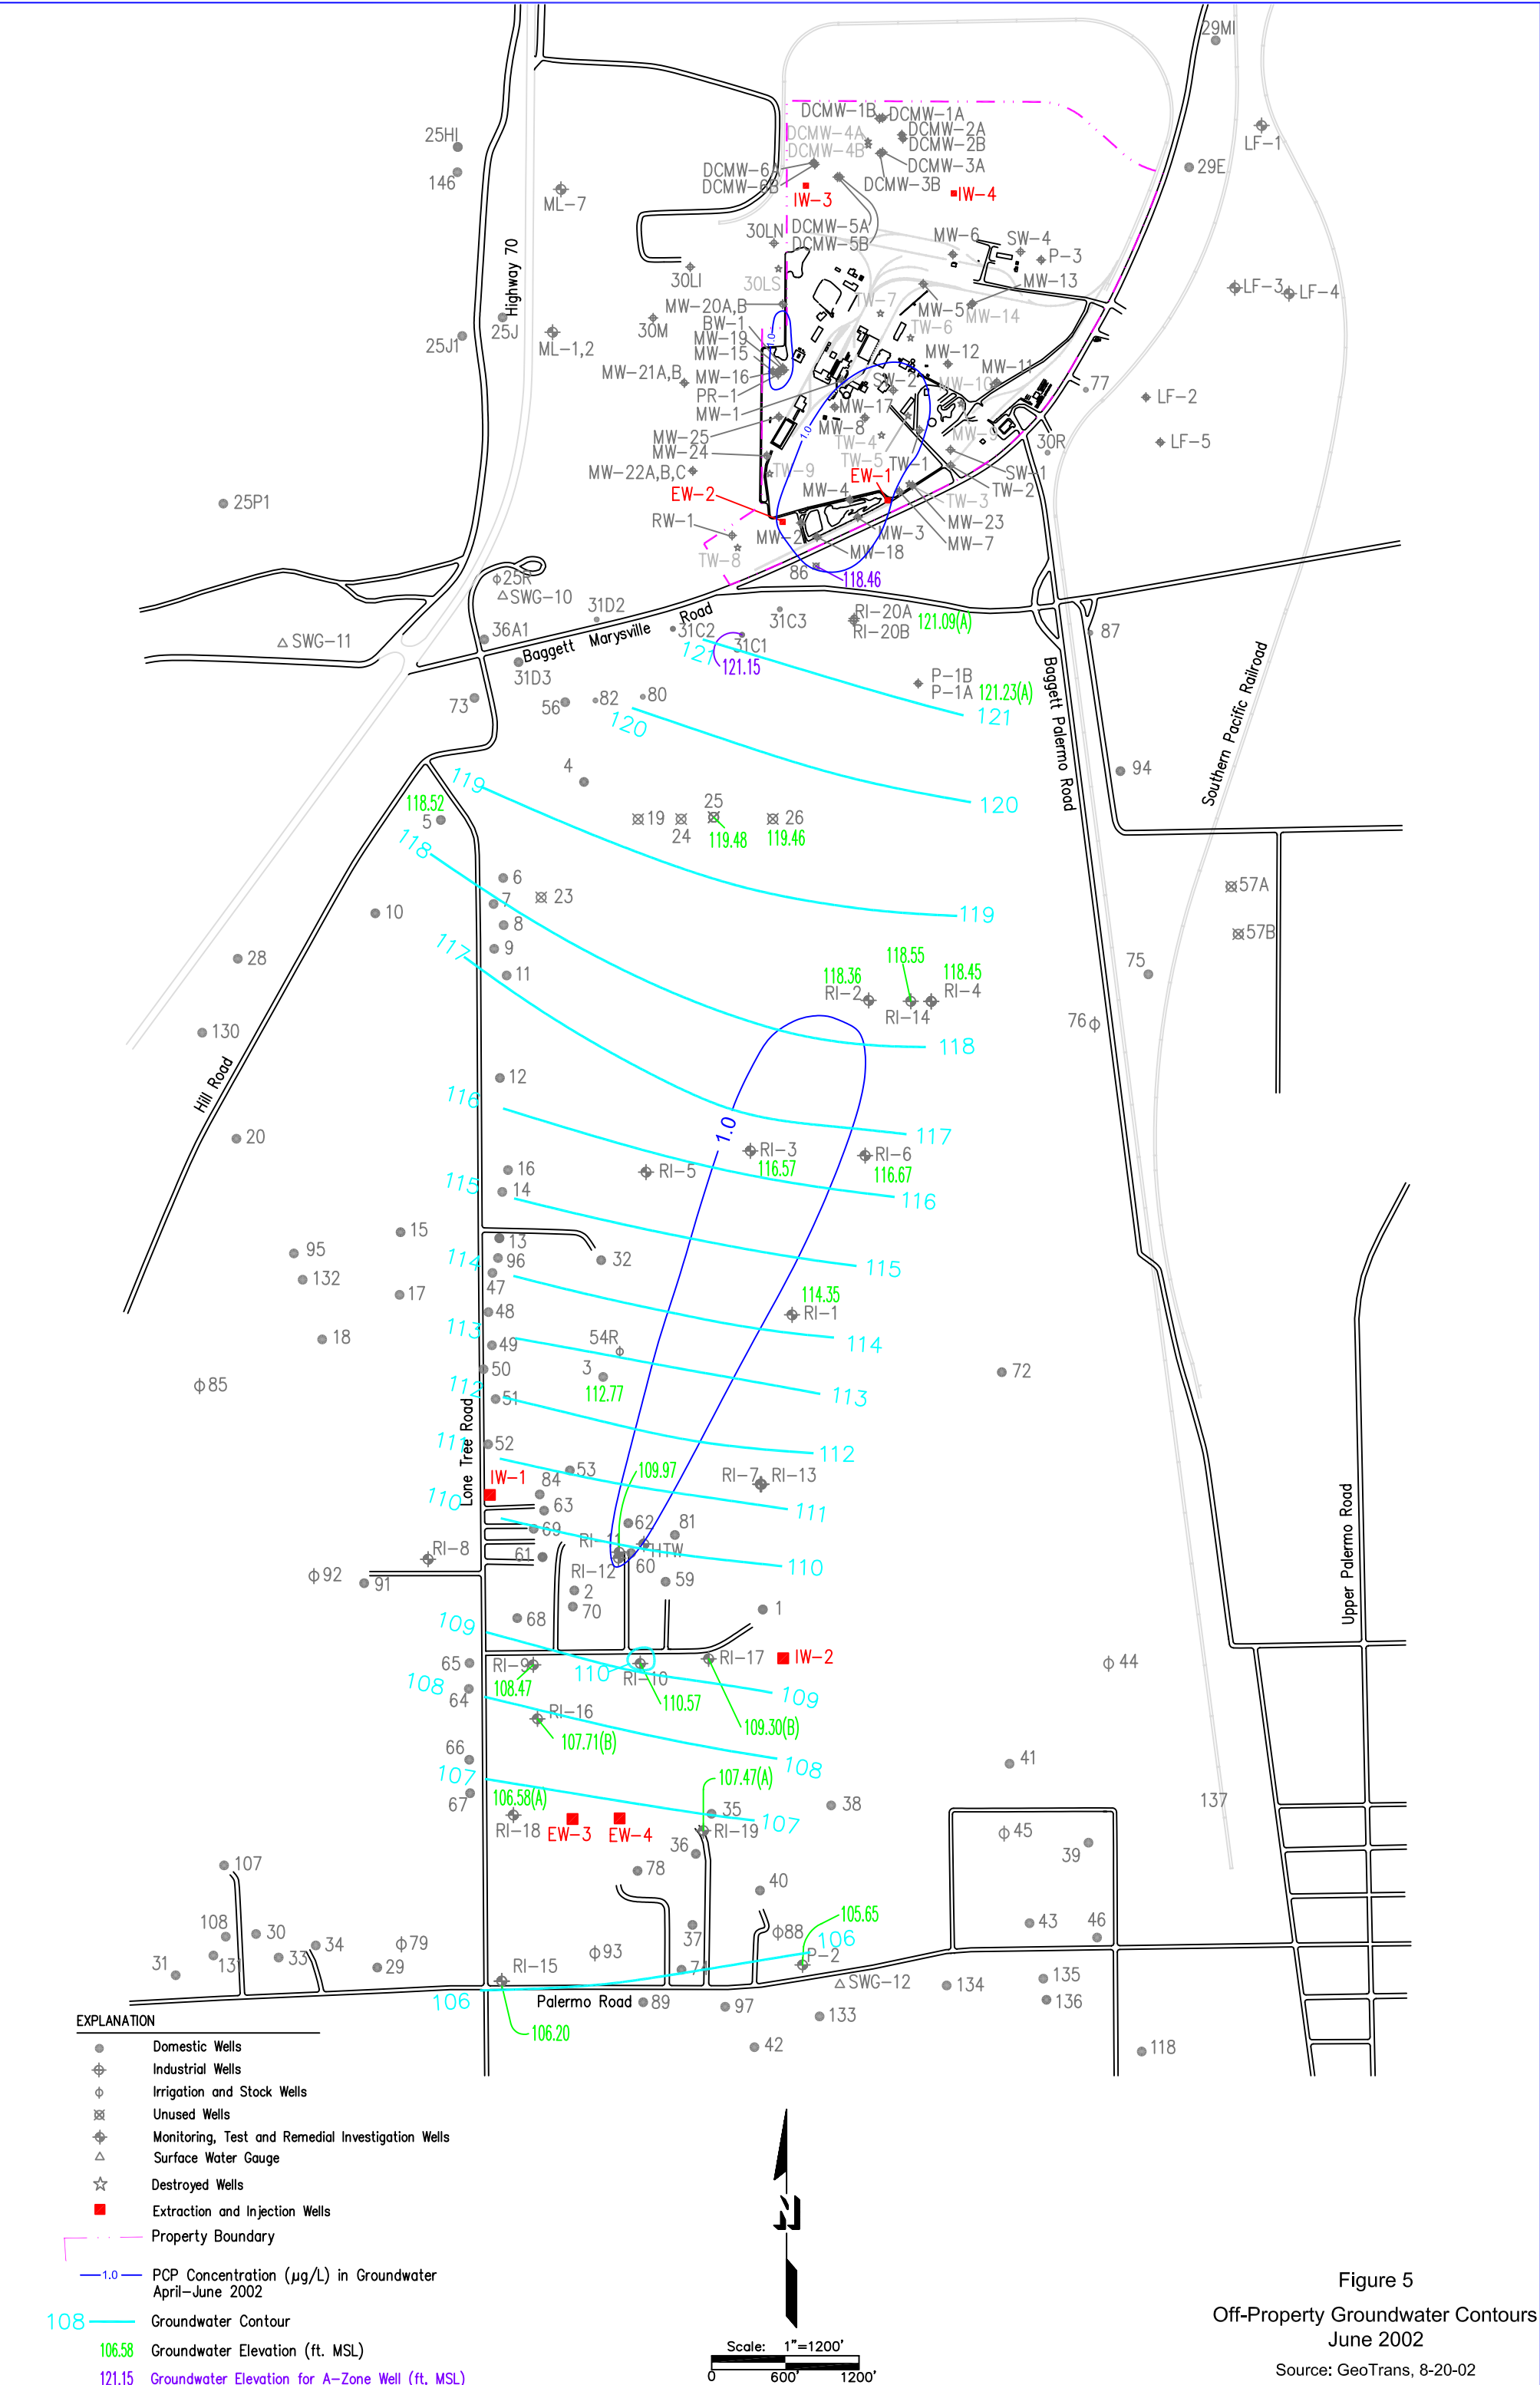 29MI
25HI
146
ML-7
Highway 70
DCMW-1B
DCMW-1A
DCMW-4A
DCMW-2A
DCMW-4B
DCMW-2B
DCMW-6A
DCMW-3A
DCMW-6B
DCMW-3B
IW-3
IW-4
LF-1
29E
DCMW-5A
30LN
DCMW-5B
MW-6
SW-4
P-3
30LI
30LS
MW-13
MW-20A,B
TW-7
MW-5
MW-14
LF-3
LF-4
25J
30M
BW-1
25J1
ML-1,2
MW-19
1.0
TW-6
MW-15
MW-12
MW-21A,B
MW-16
MW-11
PR-1
SW-2
MW-10
77
LF-2
MW-1
MW-17
MW-8
1.0
MW-9
MW-25
TW-4
30R
LF-5
MW-24
TW-5
TW-1
MW-22A,B,C
TW-9
SW-1
EW-1
TW-2
EW-2
MW-4
TW-3
25P1
RW-1
MW-23
MW-2
MW-3
MW-7
TW-8
MW-18
86
118.46
25R
SWG-10
31D2
Road
31C3
RI-20A
121.09(A)
RI-20B
SWG-11
36A1
31C2
87
Baggett Marysville
31C1
121
121.15
31D3
P-1B
P-1A
121.23(A)
Baggett Palermo Road
Southern Pacific Railroad
73
56
82
80
121
120
4
94
119
120
118.52
5
19
24
25
26
119.48
119.46
118
6
23
57A
7
10
8
119
57B
117
9
28
11
118.55
75
118.36
118.45
RI-2
RI-4
RI-14
130
76
118
Hill Road
12
116
1.0
117
20
RI-3
RI-6
16
RI-5
116.57
116.67
115
14
116
15
13
95
114
96
32
115
132
47
17
114.35
48
RI-1
113
18
54R
49
114
50
3
72
85
112
112.77
51
113
Lone Tree Road
111
52
112
53
109.97
RI-7
RI-13
IW-1
84
110
63
111
Upper Palermo Road
62
69
81
RI-11
RI-8
THTW
61
60
110
92
RI-12
91
59
2
70
1
109
68
65
RI-9
RI-17
IW-2
44
110
RI-10
108
108.47
64
110.57
109
RI-16
109.30(B)
107.71(B)
66
41
108
107
107.47(A)
67
106.58(A)
35
38
137
107
RI-18
EW-3
EW-4
RI-19
45
36
39
107
78
40
105.65
108
30
43
46
34
79
37
88
106
131
33
93
P-2
31
29
RI-15
71
SWG-12
134
135
106
Palermo Road
89
97
136
133
106.20
42
118
EXPLANATION
Domestic Wells
Industrial Wells
Irrigation and Stock Wells
Unused Wells
Monitoring, Test and Remedial Investigation Wells
Surface Water Gauge
Destroyed Wells
Extraction and Injection Wells
Property Boundary
1.0 PCP Concentration (µg/L) in Groundwater
April-June 2002
108 Groundwater Contour
106.58 Groundwater Elevation (ft. MSL)
121.15 Groundwater Elevation for A-Zone Well (ft. MSL)
N
Scale: 1"=1200'
0 600' 1200'
Figure 5
Off-Property Groundwater Contours
June 2002
Source: GeoTrans, 8-20-02